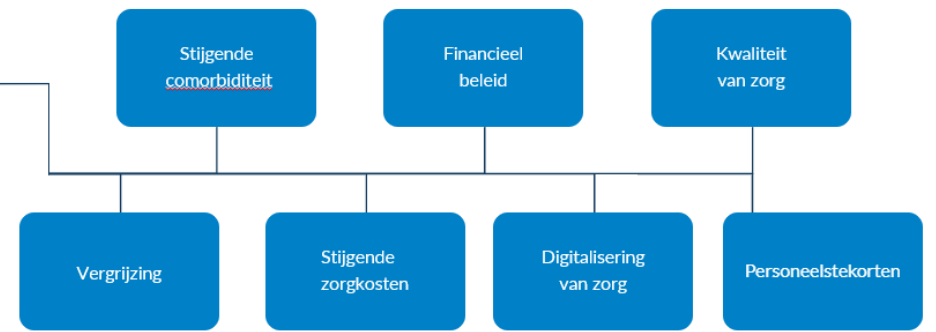 Stijgende
comorbiditeit
Financieel
beleid
Kwaliteit
van zorg
Vergrijzing
Stijgende
zorgkosten
Digitalisering
van zorg
Personeelstekorten